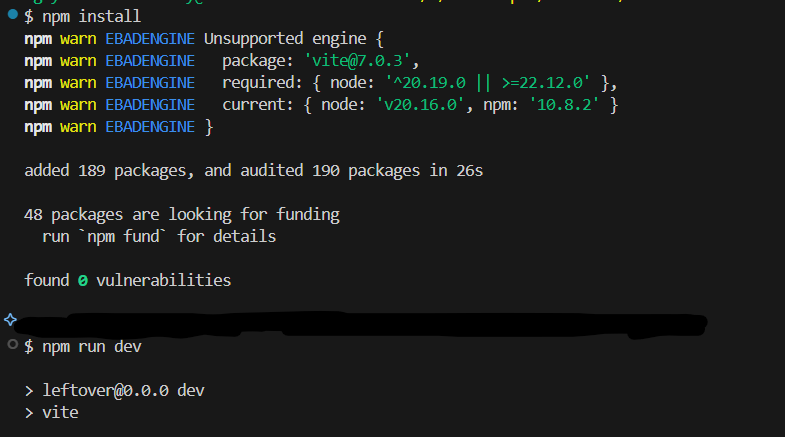 $ npm install
npm warn EBADENGINE Unsupported engine {
npm warn EBADENGINE   package: 'vite@7.0.3',
npm warn EBADENGINE   required: { node: '^20.19.0 || >=22.12.0' },
npm warn EBADENGINE   current: { node: 'v20.16.0', npm: '10.8.2' }
npm warn EBADENGINE }
added 189 packages, and audited 190 packages in 26s
48 packages are looking for funding
  run `npm fund` for details
found 0 vulnerabilities
$ npm run dev
> leftover@0.0.0 dev
> vite